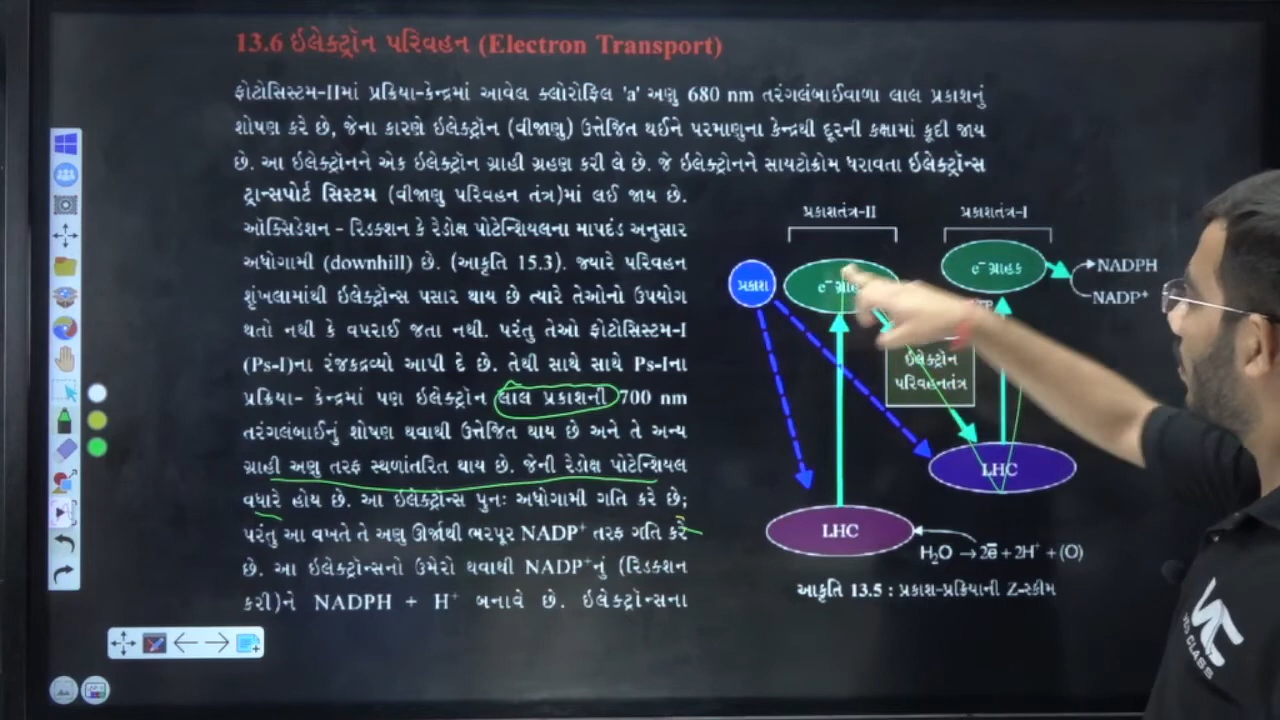 13.6 ઇલેક્ટ્રૉન પરિવહન (Electron Transport)
ફોટોસિસ્ટમ-IIમાં પ્રક્રિયા-કેન્દ્રમાં આવેલ ક્લોરોફિલ 'a' અણુ 680 nm તરંગલંબાઈવાળા લાલ પ્રકાશનું
શોષણ કરે છે, જેના કારણે ઇલેક્ટ્રૉન (વીજાણુ) ઉત્તેજિત થઈને પરમાણુના કેન્દ્રથી દૂરની કક્ષામાં કૂદી જાય
છે. આ ઇલેક્ટ્રૉનને એક ઇલેક્ટ્રૉન ગ્રાહી ગ્રહણ કરી લે છે. જે ઇલેક્ટ્રૉનને સાયટોક્રોમ ધરાવતા ઇલેક્ટ્રૉન્સ
ટ્રાન્સપોર્ટ સિસ્ટમ (વીજાણુ પરિવહન તંત્ર)માં લઈ જાય છે.
ઑક્સિડેશન - રિડક્શન કે રેડોક્ષ પોટેન્શિયલના માપદંડ અનુસાર
અધોગામી (downhill) છે. (આકૃતિ 15.3). જ્યારે પરિવહન
શૃંખલામાંથી ઇલેક્ટ્રૉન્સ પસાર થાય છે ત્યારે તેઓનો ઉપયોગ
થતો નથી કે વપરાઈ જતા નથી. પરંતુ તેઓ ફોટોસિસ્ટમ-I
(Ps-I)ના રંજકદ્રવ્યો આપી દે છે. તેથી સાથે સાથે Ps-Iના
પ્રક્રિયા- કેન્દ્રમાં પણ ઇલેક્ટ્રૉન લાલ પ્રકાશની 700 nm
તરંગલંબાઈનું શોષણ થવાથી ઉત્તેજિત થાય છે અને તે અન્ય
ગ્રાહી અણુ તરફ સ્થળાંતરિત થાય છે. જેની રેડોક્ષ પોટેન્શિયલ
વધારે હોય છે. આ ઇલેક્ટ્રૉન્સ પુનઃ અધોગામી ગતિ કરે છે;
પરંતુ આ વખતે તે અણુ ઊર્જાથી ભરપૂર NADP⁺ તરફ ગતિ કરે
છે. આ ઇલેક્ટ્રૉન્સનો ઉમેરો થવાથી NADP⁺નું (રિડક્શન
કરી)ને NADPH + H⁺ બનાવે છે. ઇલેક્ટ્રૉન્સના
પ્રકાશતંત્ર-II
પ્રકાશતંત્ર-I
પ્રકાશ
e⁻
e⁻ ગ્રાહક
NADPH
NADP⁺
ઇલેક્ટ્રૉન
પરિવહનતંત્ર
LHC
LHC
H₂O → 2e̅ + 2H⁺ + (O)
આકૃતિ 13.5 : પ્રકાશ-પ્રક્રિયાની Z-સ્કીમ
CLASS